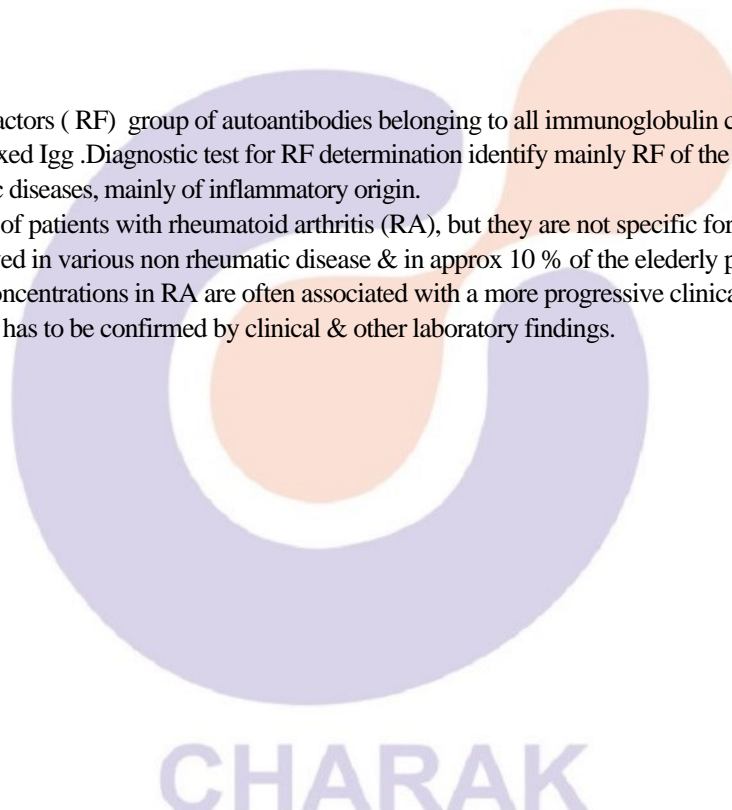 actors ( RF) group of autoantibodies belonging to all immunoglobulin
xed Igg .Diagnostic test for RF determination identify mainly RF of the
diseases, mainly of inflammatory origin.
of patients with rheumatoid arthritis (RA), but they are not specific for
ved in various non rheumatic disease & in approx 10 % of the elederly
oncentrations in RA are often associated with a more progressive
has to be confirmed by clinical & other laboratory findings.
CHARAK